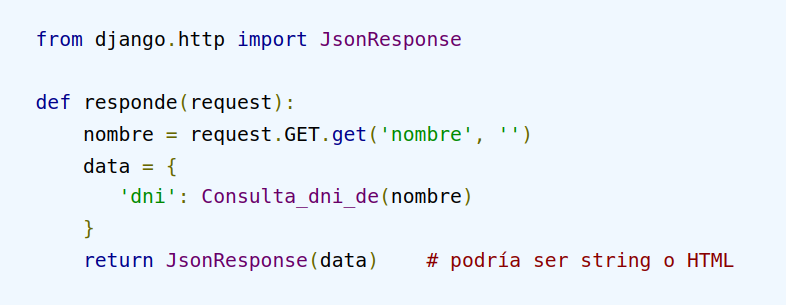 from django.http import JsonResponse
def responde(request):
    nombre = request.GET.get('nombre', '')
    data = {
       'dni': Consulta_dni_de(nombre)
    }
    return JsonResponse(data)    # podría ser string o HTML